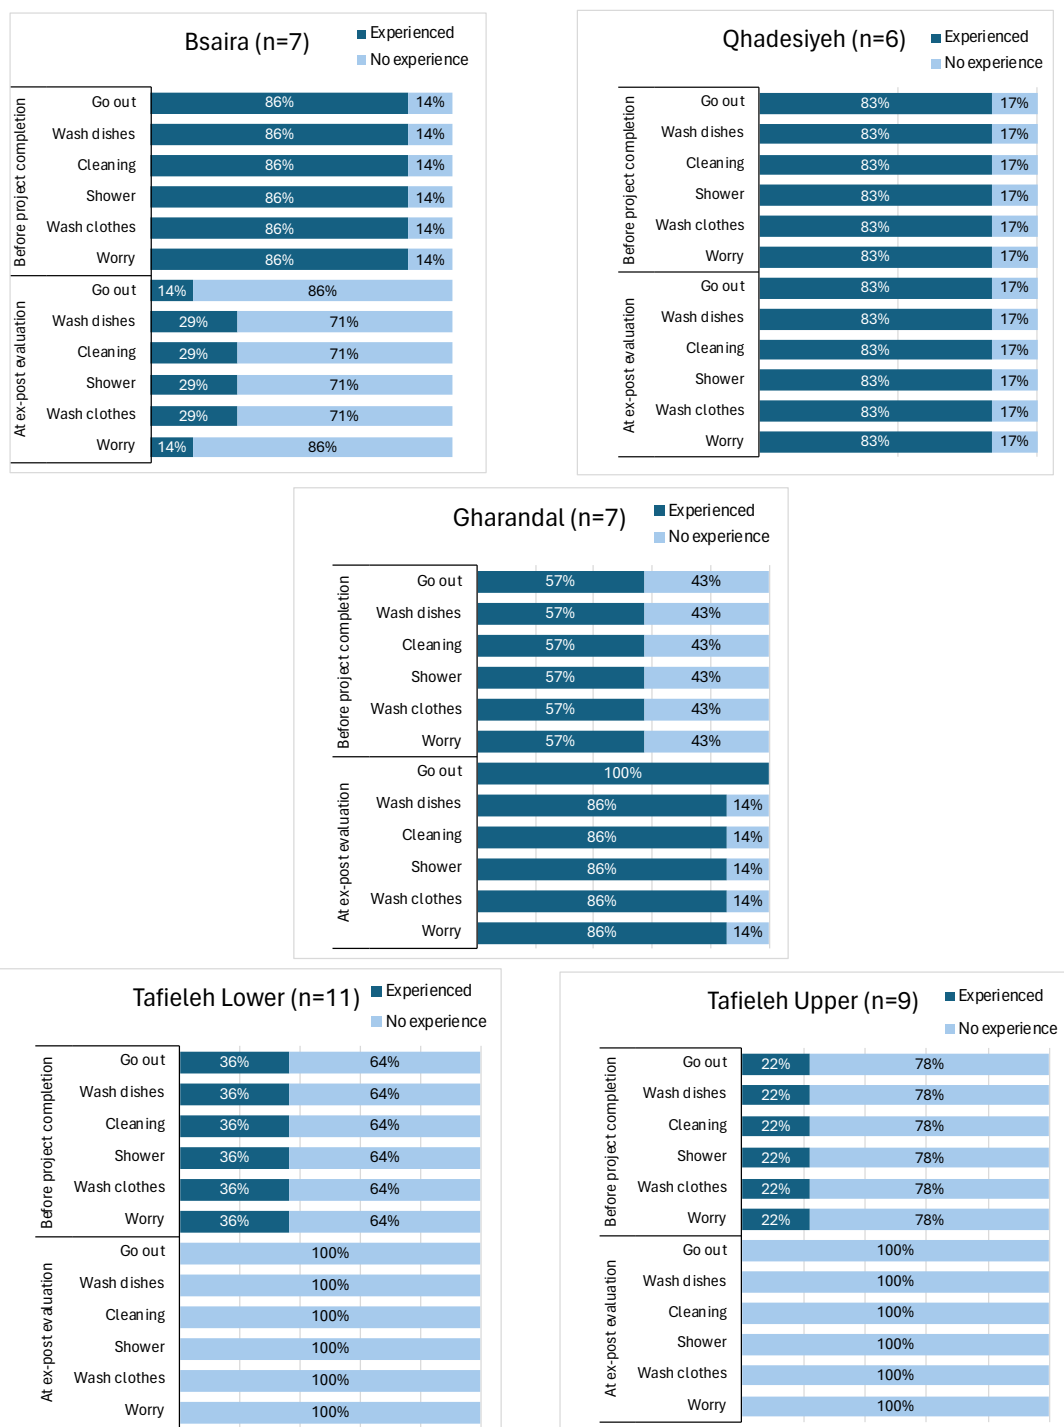 Bsaira (n=7)
Experienced
No experience
Before project completion
Go out 86% 14%
Wash dishes 86% 14%
Cleaning 86% 14%
Shower 86% 14%
Wash clothes 86% 14%
Worry 86% 14%
At ex-post evaluation
Go out 14% 86%
Wash dishes 29% 71%
Cleaning 29% 71%
Shower 29% 71%
Wash clothes 29% 71%
Worry 14% 86%
Qhadesiyeh (n=6)
Experienced
No experience
Before project completion
Go out 83% 17%
Wash dishes 83% 17%
Cleaning 83% 17%
Shower 83% 17%
Wash clothes 83% 17%
Worry 83% 17%
At ex-post evaluation
Go out 83% 17%
Wash dishes 83% 17%
Cleaning 83% 17%
Shower 83% 17%
Wash clothes 83% 17%
Worry 83% 17%
Gharandal (n=7)
Experienced
No experience
Before project completion
Go out 57% 43%
Wash dishes 57% 43%
Cleaning 57% 43%
Shower 57% 43%
Wash clothes 57% 43%
Worry 57% 43%
At ex-post evaluation
Go out 100%
Wash dishes 86% 14%
Cleaning 86% 14%
Shower 86% 14%
Wash clothes 86% 14%
Worry 86% 14%
Tafieleh Lower (n=11)
Experienced
No experience
Before project completion
Go out 36% 64%
Wash dishes 36% 64%
Cleaning 36% 64%
Shower 36% 64%
Wash clothes 36% 64%
Worry 36% 64%
At ex-post evaluation
Go out 100%
Wash dishes 100%
Cleaning 100%
Shower 100%
Wash clothes 100%
Worry 100%
Tafieleh Upper (n=9)
Experienced
No experience
Before project completion
Go out 22% 78%
Wash dishes 22% 78%
Cleaning 22% 78%
Shower 22% 78%
Wash clothes 22% 78%
Worry 22% 78%
At ex-post evaluation
Go out 100%
Wash dishes 100%
Cleaning 100%
Shower 100%
Wash clothes 100%
Worry 100%